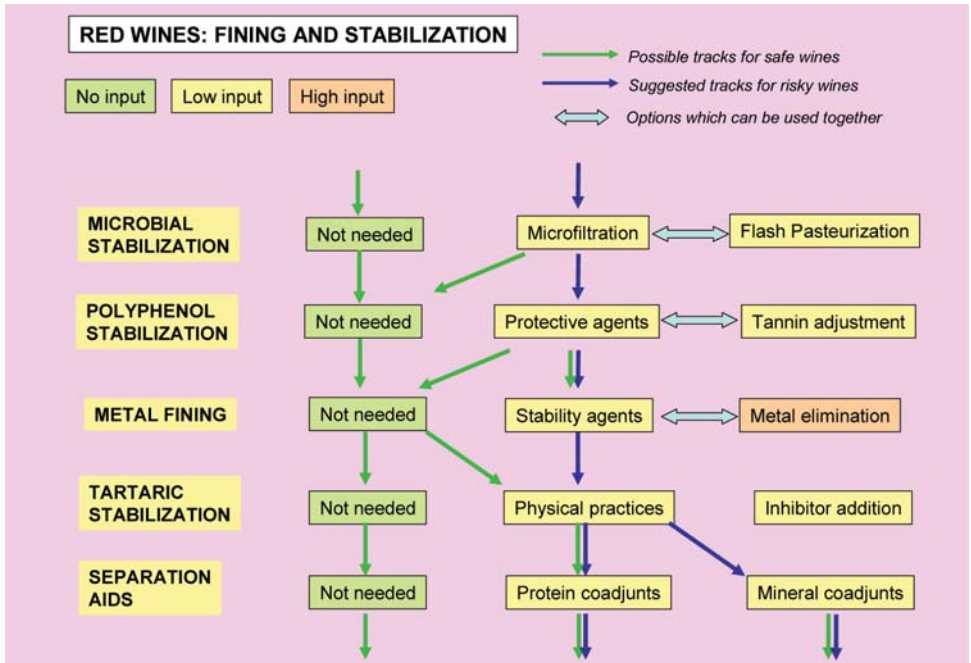 RED WINES: FINING AND STABILIZATION
Possible tracks for safe wines
Suggested tracks for risky wines
Options which can be used together
No input
Low input
High input
MICROBIAL
STABILIZATION
Not needed
Microfiltration
Flash Pasteurization
POLYPHENOL
STABILIZATION
Not needed
Protective agents
Tannin adjustment
METAL FINING
Not needed
Stability agents
Metal elimination
TARTARIC
STABILIZATION
Not needed
Physical practices
Inhibitor addition
SEPARATION
AIDS
Not needed
Protein coadjunts
Mineral coadjunts